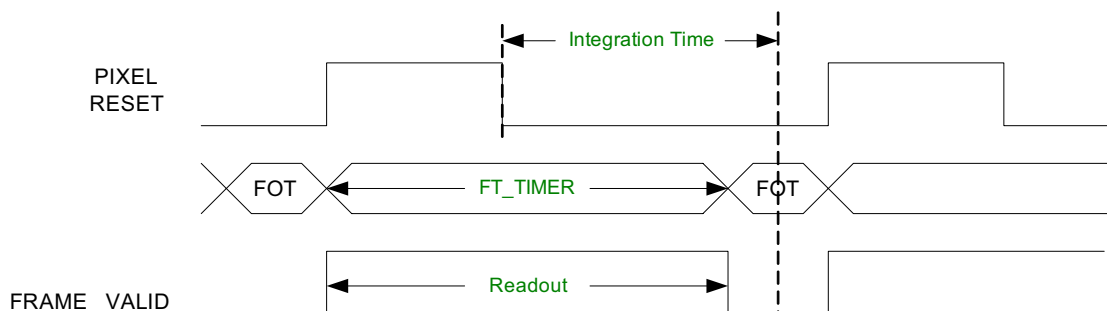 Integration Time
PIXEL
RESET
FOT
FT_TIMER
FOT
Readout
FRAME VALID